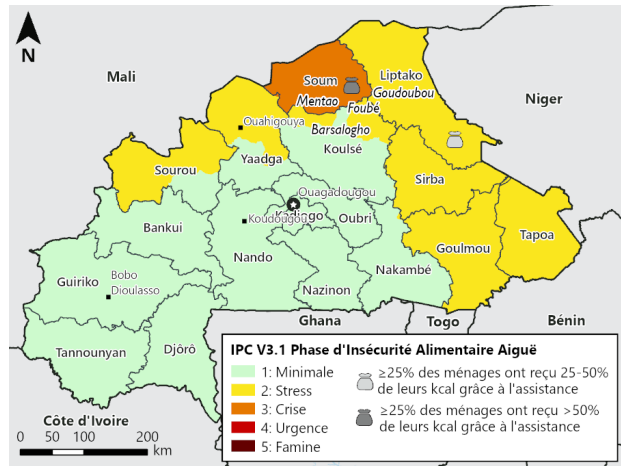 N
Mali
Niger
Soum
Mentao
Foubé
Liptako
Goudoubou
Ouahigouya
Barsalogho
Koulsé
Yaadga
Sourou
Sirba
Ouagadougou
Kadiogo
Koudougou
Oubri
Bankui
Nando
Goulmou
Tapoa
Nakambé
Nazinon
Guiriko
Bobo
Dioulasso
Tannounyan
Djôrô
Ghana
Togo
Bénin
Côte d'Ivoire
0 50 100 200
km
IPC V3.1 Phase d'Insécurité Alimentaire Aiguë
1: Minimale
2: Stress
3: Crise
4: Urgence
5: Famine
≥25% des ménages ont reçu 25-50%
de leurs kcal grâce à l'assistance
≥25% des ménages ont reçu >50%
de leurs kcal grâce à l'assistance